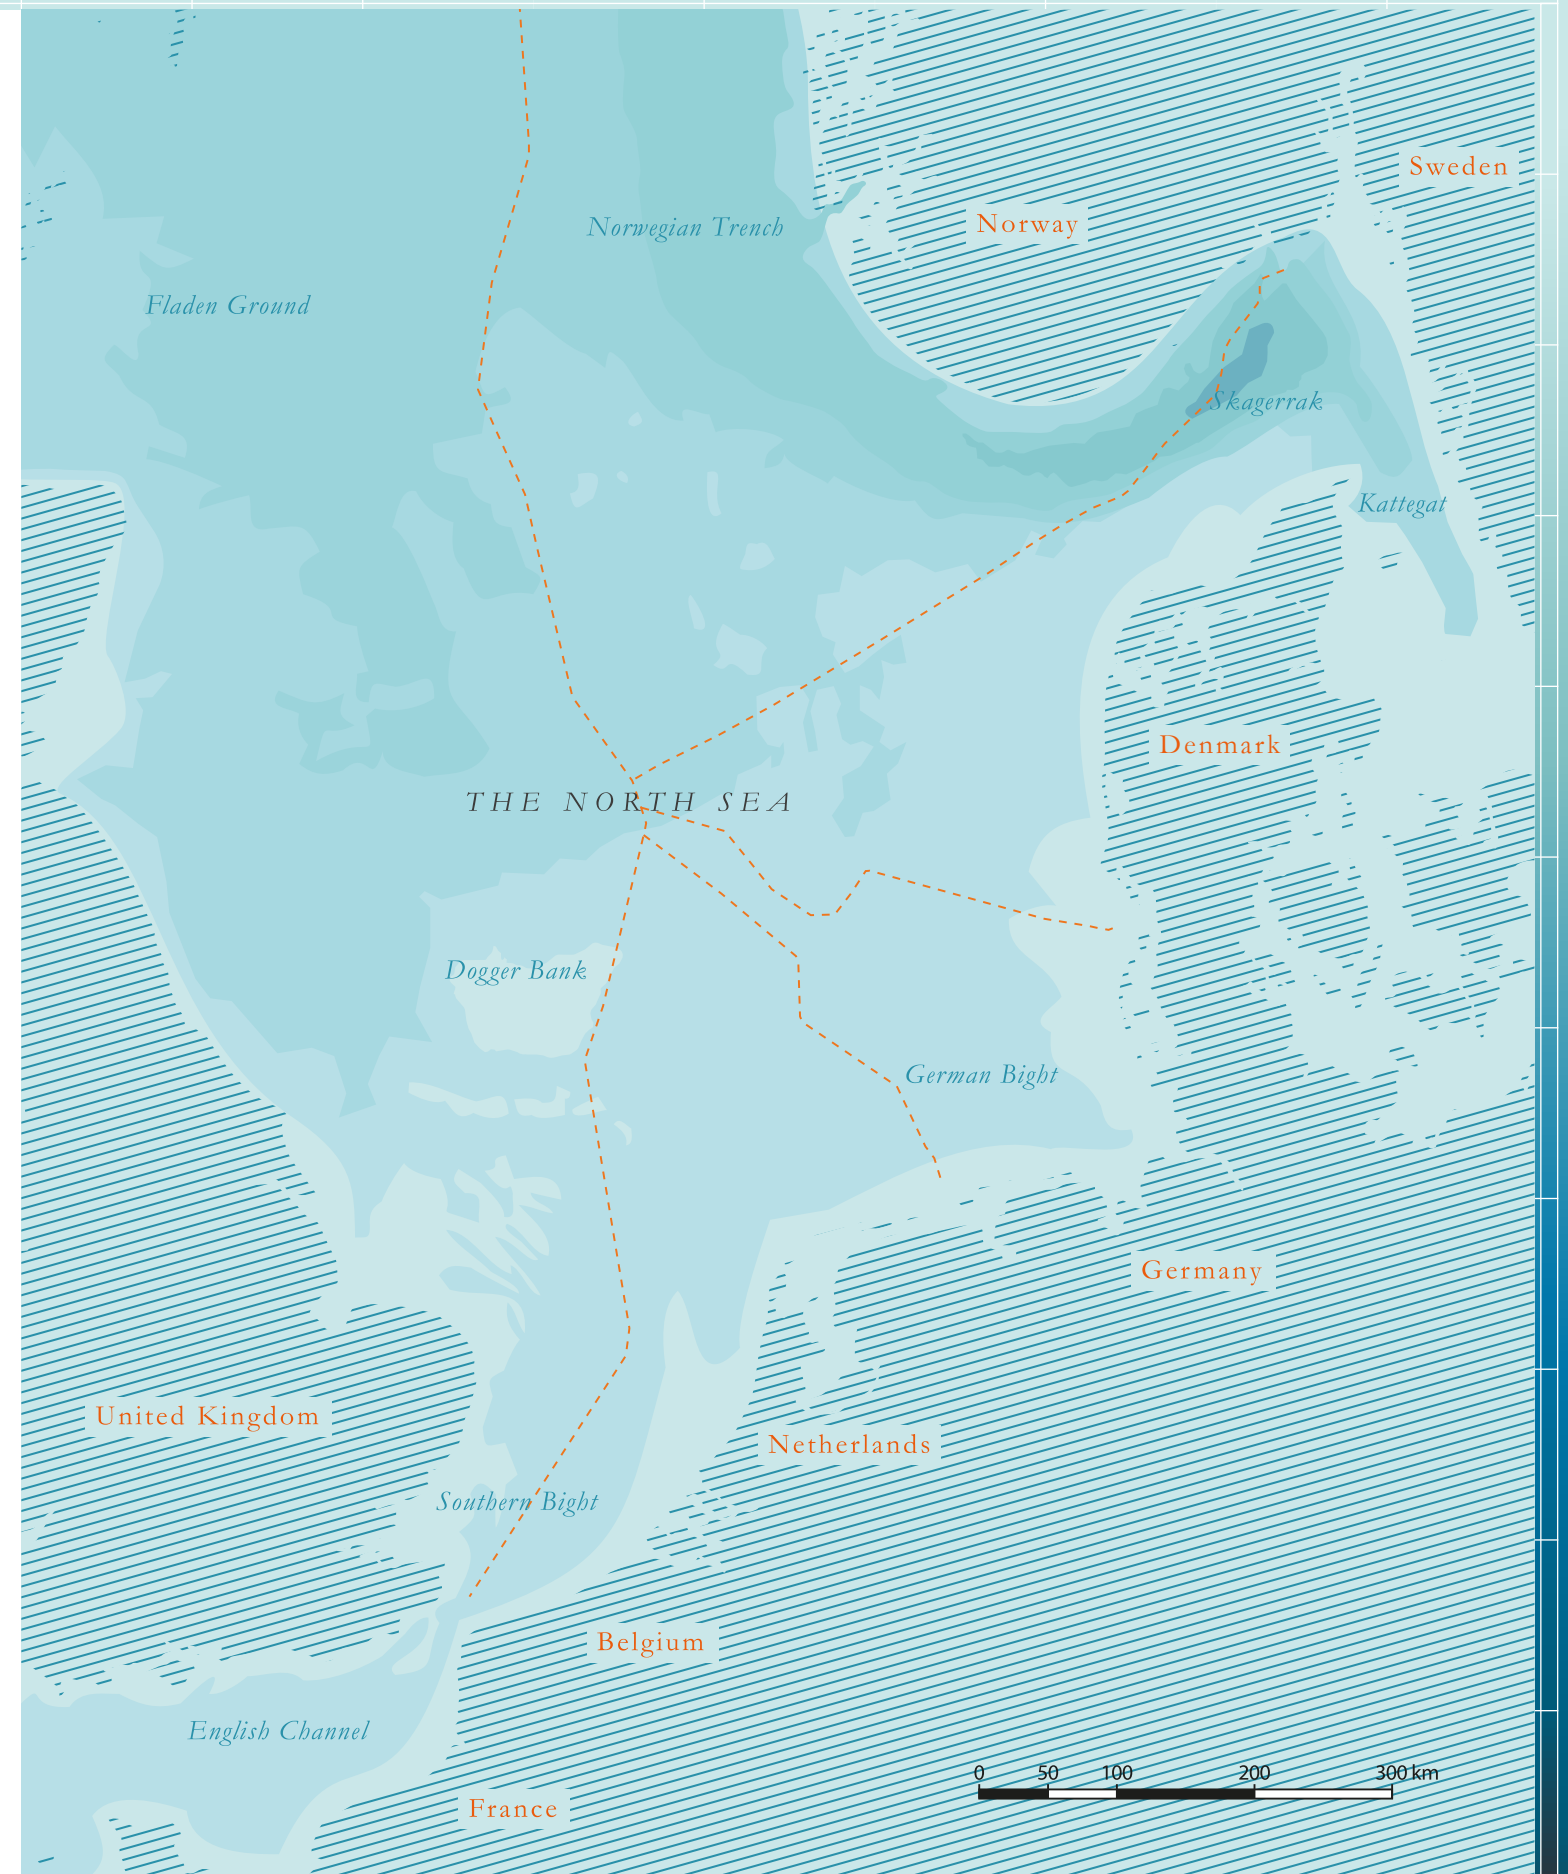 Sweden
Norway
Norwegian Trench
Fladen Ground
Skagerrak
Kattegat
Denmark
THE NORTH SEA
Dogger Bank
German Bight
Germany
United Kingdom
Netherlands
Southern Bight
Belgium
English Channel
0 50 100 200 300 km
France